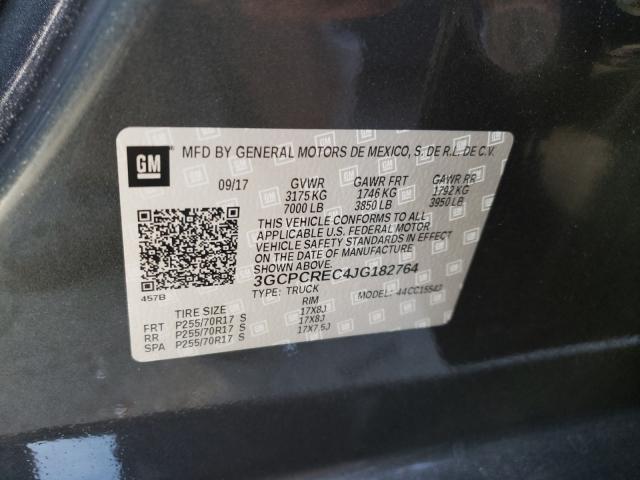 GM MFD BY GENERAL MOTORS DE MEXICO, S. DE R.L. DE C.V.
09/17 GVWR GAWR FRT GAWR RR
3175 KG 1746 KG 1792 KG
7000 LB 3850 LB 3950 LB
THIS VEHICLE CONFORMS TO ALL
APPLICABLE U.S. FEDERAL MOTOR
VEHICLE SAFETY STANDARDS IN EFFECT
ON THE DATE OF MANUFACTURE
SHOWN ABOVE.
3GCPCREC4JG182764
457B TYPE: TRUCK MODEL: 44CC15543
TIRE SIZE RIM
FRT P255/70R17 S 17X8J
RR P255/70R17 S 17X8J
SPA P255/70R17 S 17X7.5J